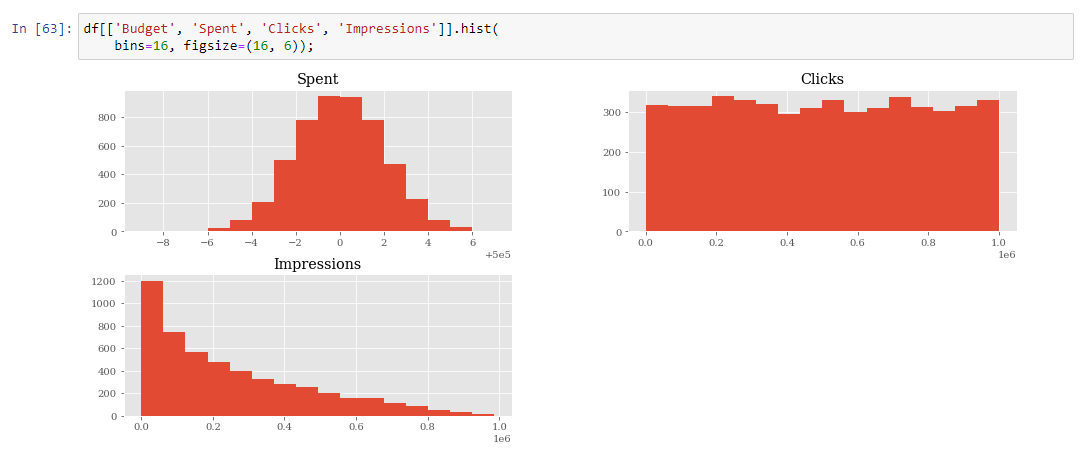 In [63]: df[['Budget', 'Spent', 'Clicks', 'Impressions']].hist(
bins=16, figsize=(16, 6));
Spent
800
600
400
200
0
−8 −6 −4 −2 0 2 4 6
+5e5
Clicks
300
200
100
0
0.0 0.2 0.4 0.6 0.8 1.0
1e6
Impressions
1200
1000
800
600
400
200
0
0.0 0.2 0.4 0.6 0.8 1.0
1e6